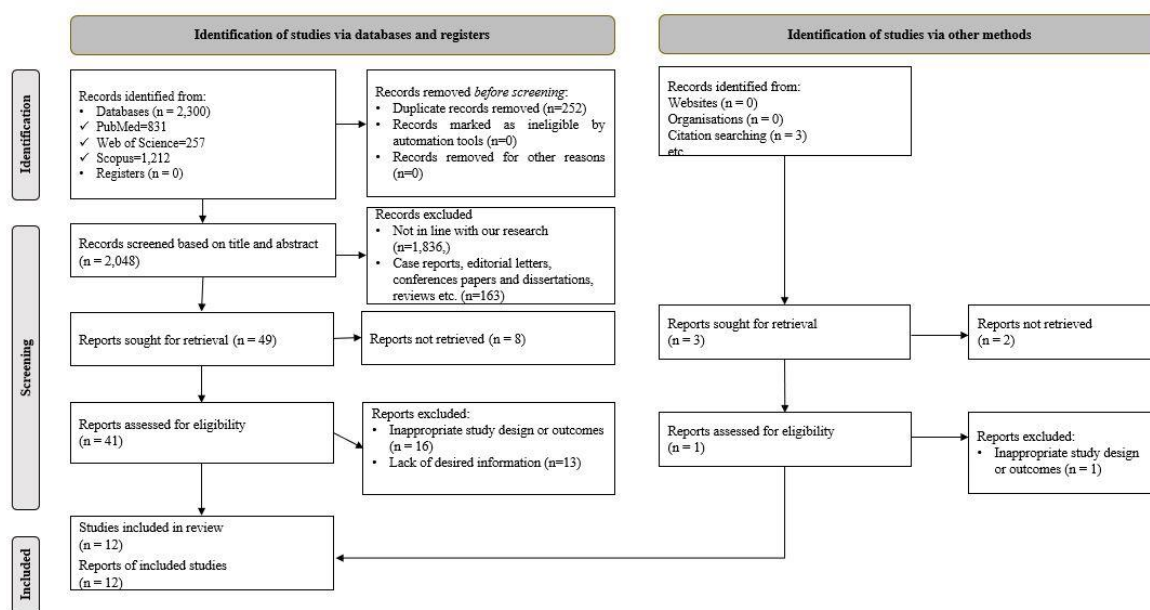 Identification of studies via databases and registers
Identification of studies via other methods
Identification
Records identified from:
• Databases (n = 2,300)
✓ PubMed=831
✓ Web of Science=257
✓ Scopus=1,212
• Registers (n = 0)
Records removed before screening:
• Duplicate records removed (n=252)
• Records marked as ineligible by
automation tools (n=0)
• Records removed for other reasons
(n=0)
Records identified from:
Websites (n = 0)
Organisations (n = 0)
Citation searching (n = 3)
etc
Screening
Records screened based on title and abstract
(n = 2,048)
Records excluded
• Not in line with our research
(n=1,836,)
• Case reports, editorial letters,
conferences papers and dissertations,
reviews etc. (n=163)
Reports sought for retrieval (n = 49)
Reports not retrieved (n = 8)
Reports sought for retrieval
(n = 3)
Reports not retrieved
(n = 2)
Reports assessed for eligibility
(n = 41)
Reports excluded:
• Inappropriate study design or outcomes
(n = 16)
• Lack of desired information (n=13)
Reports assessed for eligibility
(n = 1)
Reports excluded:
• Inappropriate study design
or outcomes (n = 1)
Included
Studies included in review
(n = 12)
Reports of included studies
(n = 12)